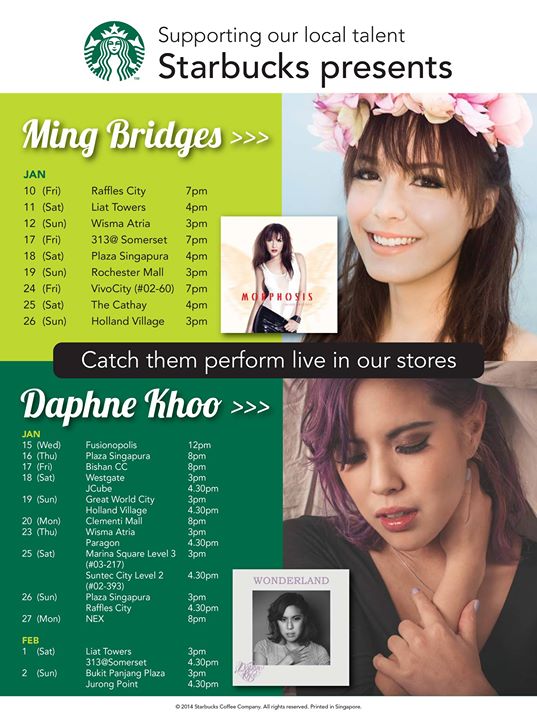 Supporting our local talent
Starbucks presents
Ming Bridges >>>
JAN
10 (Fri) Raffles City 7pm
11 (Sat) Liat Towers 4pm
12 (Sun) Wisma Atria 3pm
17 (Fri) 313@ Somerset 7pm
18 (Sat) Plaza Singapura 4pm
19 (Sun) Rochester Mall 3pm
24 (Fri) VivoCity (#02-60) 7pm
25 (Sat) The Cathay 4pm
26 (Sun) Holland Village 3pm
MORPHOSIS
Catch them perform live in our stores
Daphne Khoo >>>
JAN
15 (Wed) Fusionopolis 12pm
16 (Thu) Plaza Singapura 8pm
17 (Fri) Bishan CC 8pm
18 (Sat) Westgate 3pm
JCube 4.30pm
19 (Sun) Great World City 3pm
Holland Village 4.30pm
20 (Mon) Clementi Mall 8pm
23 (Thu) Wisma Atria 3pm
Paragon 4.30pm
25 (Sat) Marina Square Level 3 3pm
(#03-217)
Suntec City Level 2 4.30pm
(#02-393)
26 (Sun) Plaza Singapura 3pm
Raffles City 4.30pm
27 (Mon) NEX 8pm
FEB
1 (Sat) Liat Towers 3pm
313@Somerset 4.30pm
2 (Sun) Bukit Panjang Plaza 3pm
Jurong Point 4.30pm
WONDERLAND
Daphne
Khoo
© 2014 Starbucks Coffee Company. All rights reserved. Printed in Singapore.